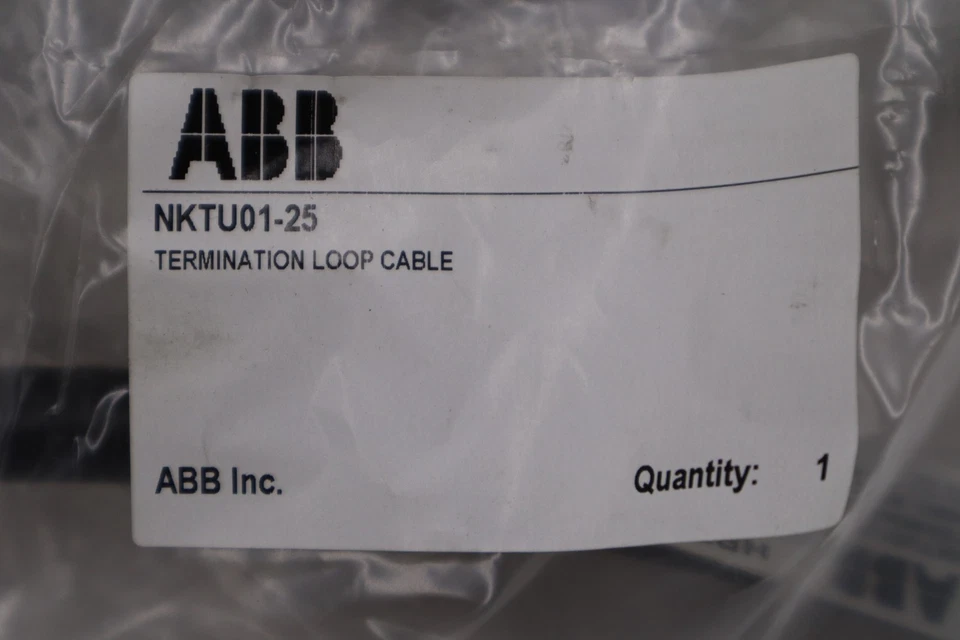 ABB
NKTU01-25
TERMINATION LOOP CABLE
ABB Inc.
Quantity: 1